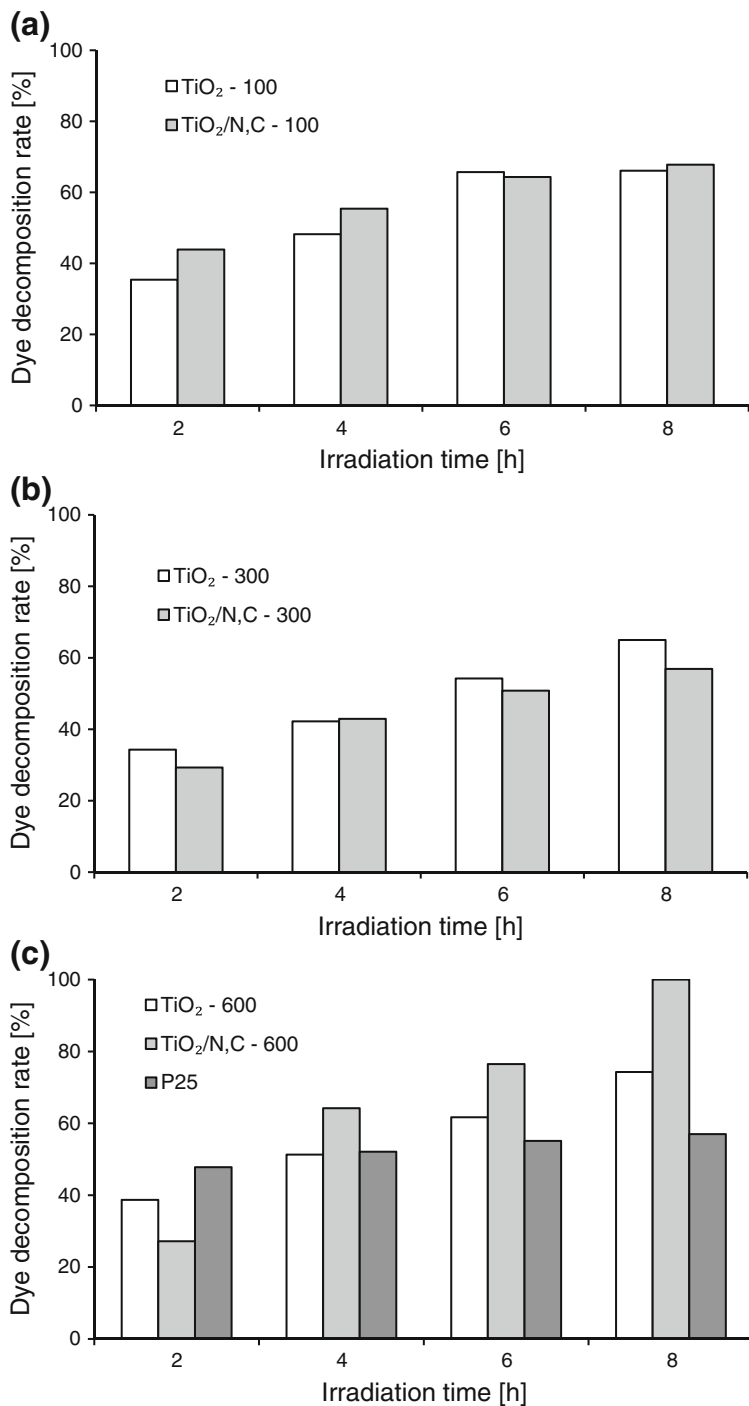 (a)
100
80
60
40
20
0
Dye decomposition rate [%]
TiO₂ - 100
TiO₂/N,C - 100
2 4 6 8
Irradiation time [h]
(b)
100
80
60
40
20
0
Dye decomposition rate [%]
TiO₂ - 300
TiO₂/N,C - 300
2 4 6 8
Irradiation time [h]
(c)
100
80
60
40
20
0
Dye decomposition rate [%]
TiO₂ - 600
TiO₂/N,C - 600
P25
2 4 6 8
Irradiation time [h]